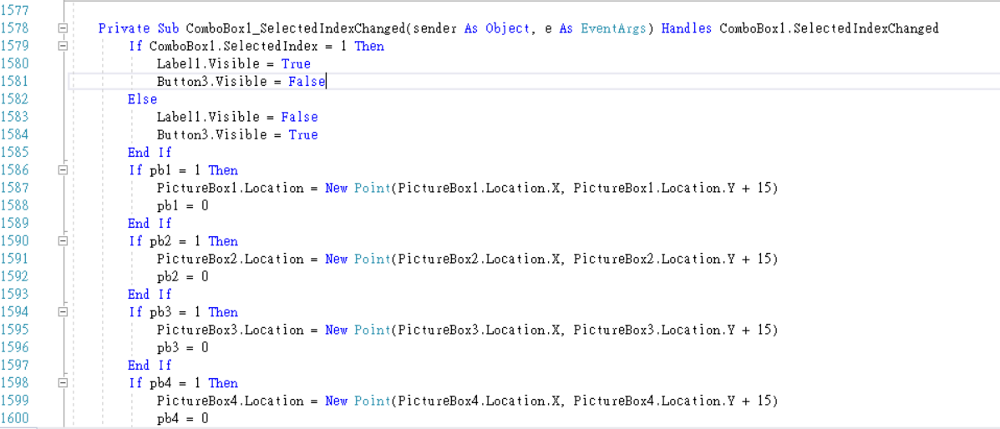 1577
1578 Private Sub ComboBox1_SelectedIndexChanged(sender As Object, e As EventArgs) Handles ComboBox1.SelectedIndexChanged
1579 If ComboBox1.SelectedIndex = 1 Then
1580 Label1.Visible = True
1581 Button3.Visible = False
1582 Else
1583 Label1.Visible = False
1584 Button3.Visible = True
1585 End If
1586 If pb1 = 1 Then
1587 PictureBox1.Location = New Point(PictureBox1.Location.X, PictureBox1.Location.Y + 15)
1588 pb1 = 0
1589 End If
1590 If pb2 = 1 Then
1591 PictureBox2.Location = New Point(PictureBox2.Location.X, PictureBox2.Location.Y + 15)
1592 pb2 = 0
1593 End If
1594 If pb3 = 1 Then
1595 PictureBox3.Location = New Point(PictureBox3.Location.X, PictureBox3.Location.Y + 15)
1596 pb3 = 0
1597 End If
1598 If pb4 = 1 Then
1599 PictureBox4.Location = New Point(PictureBox4.Location.X, PictureBox4.Location.Y + 15)
1600 pb4 = 0